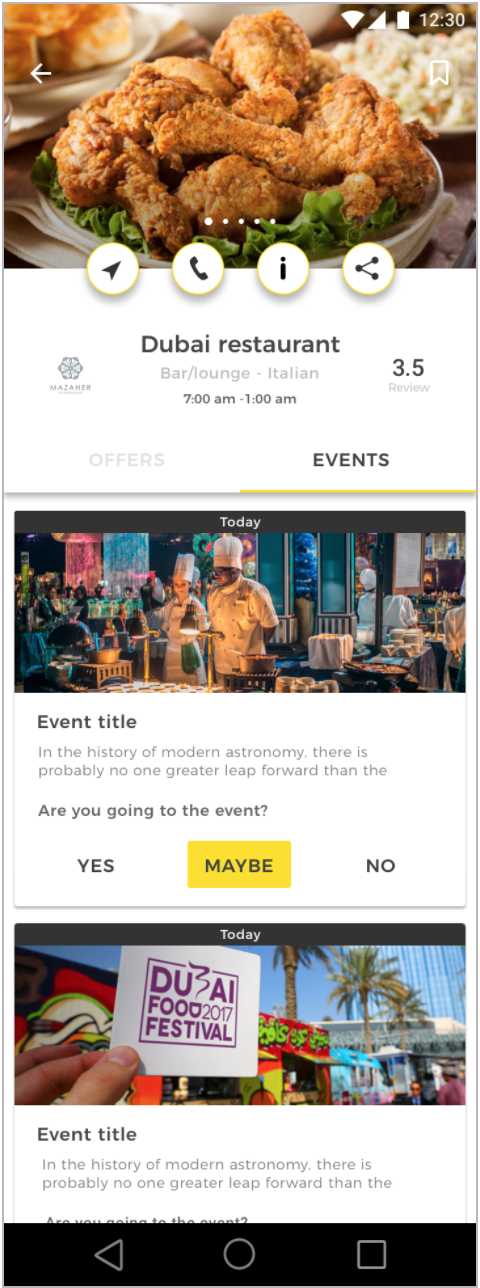 12:30
Dubai restaurant
Bar/lounge - Italian
7:00 am -1:00 am
MAZAHER
3.5
Review
OFFERS
EVENTS
Today
Event title
In the history of modern astronomy, there is
probably no one greater leap forward than the
Are you going to the event?
YES
MAYBE
NO
Today
DUBAI
FOOD 2017
FESTIVAL
Event title
In the history of modern astronomy, there is
probably no one greater leap forward than the
Are you going to the event?